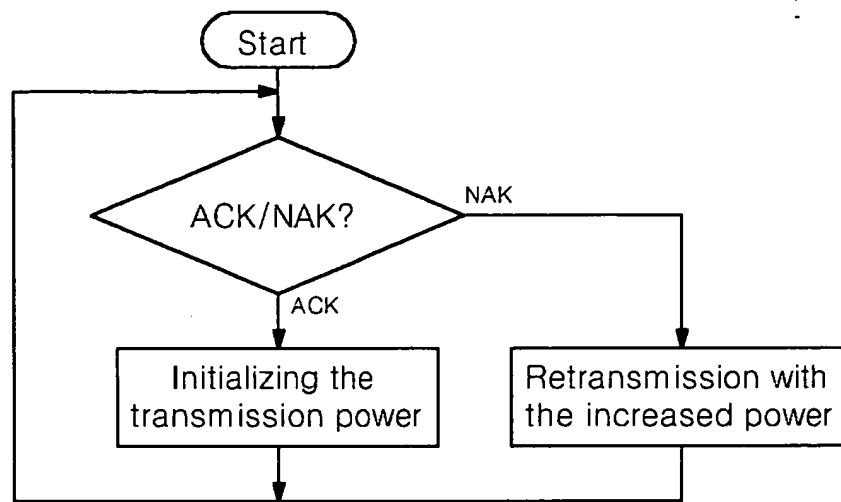 Start
ACK/NAK?
NAK
ACK
Initializing the
transmission power
Retransmission with
the increased power